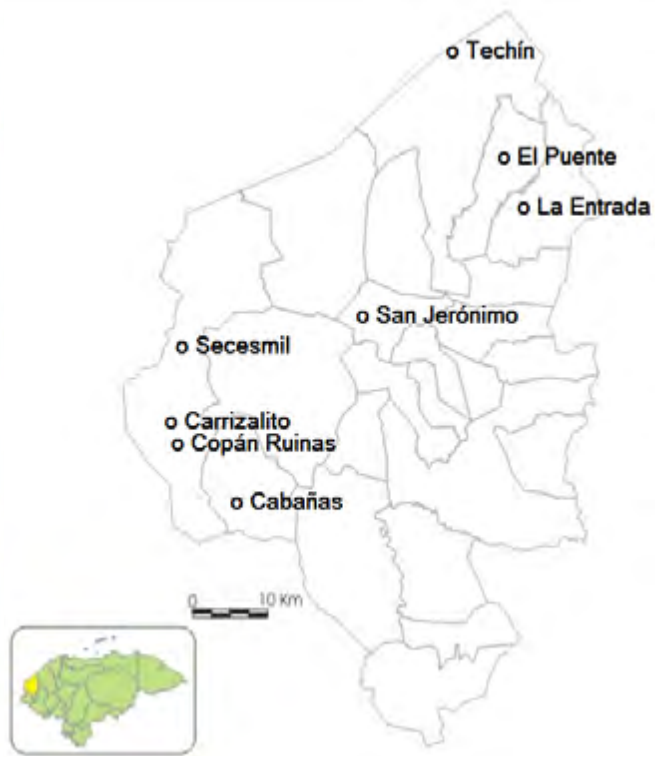 o Techín
o El Puente
o La Entrada
o San Jerónimo
o Secesmil
o Carrizalito
o Copán Ruinas
o Cabañas
0 10 Km